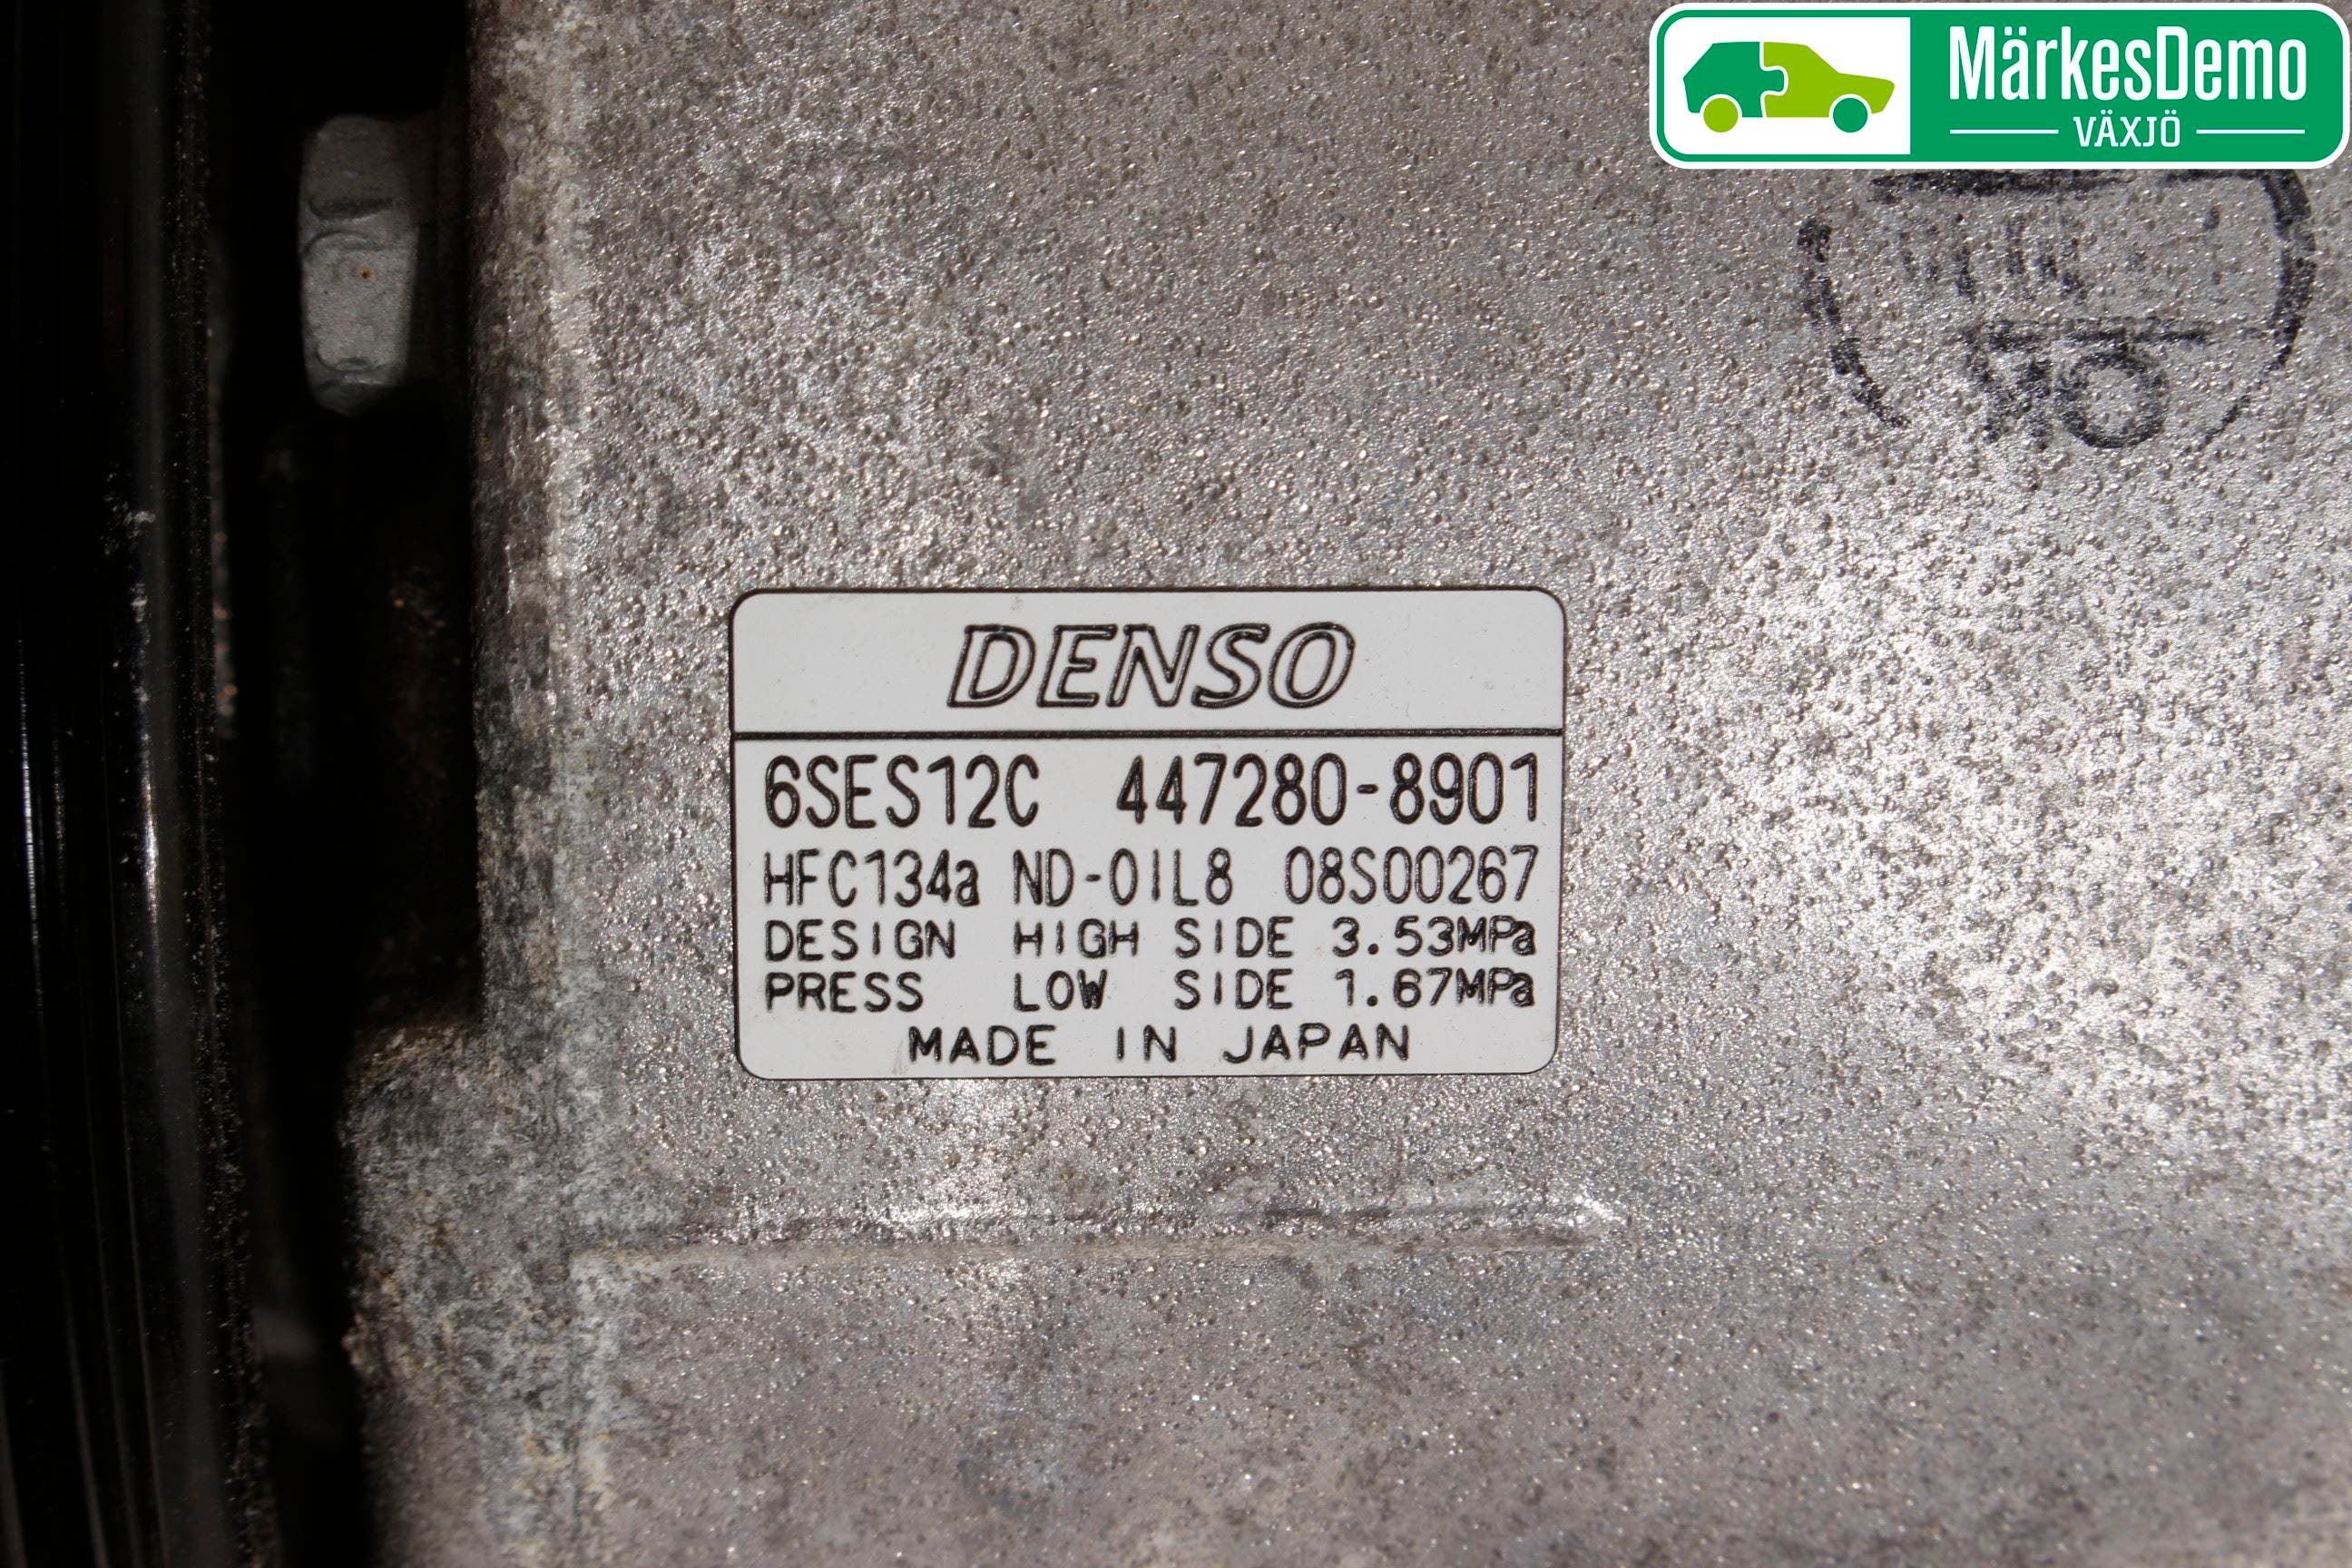 MärkesDemo
VÄXJÖ
DENSO
6SES12C 447280-8901
HFC134a ND-OIL8 08S00267
DESIGN HIGH SIDE 3.53MPa
PRESS LOW SIDE 1.67MPa
MADE IN JAPAN